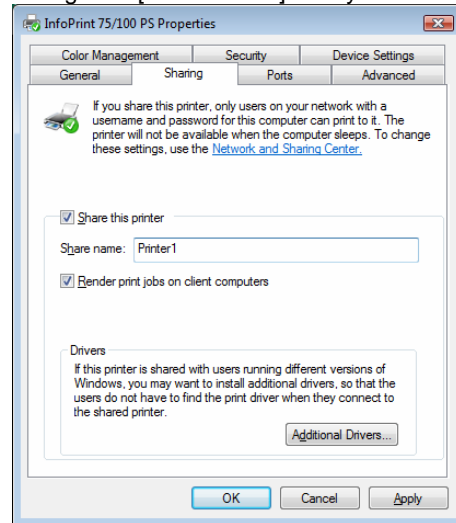 InfoPrint 75/100 PS Properties
Color Management Security Device Settings
General Sharing Ports Advanced
If you share this printer, only users on your network with a
username and password for this computer can print to it. The
printer will not be available when the computer sleeps. To change
these settings, use the Network and Sharing Center.
Share this printer
Share name: Printer1
Render print jobs on client computers
Drivers
If this printer is shared with users running different versions of
Windows, you may want to install additional drivers, so that the
users do not have to find the print driver when they connect to
the shared printer.
Additional Drivers...
OK Cancel Apply